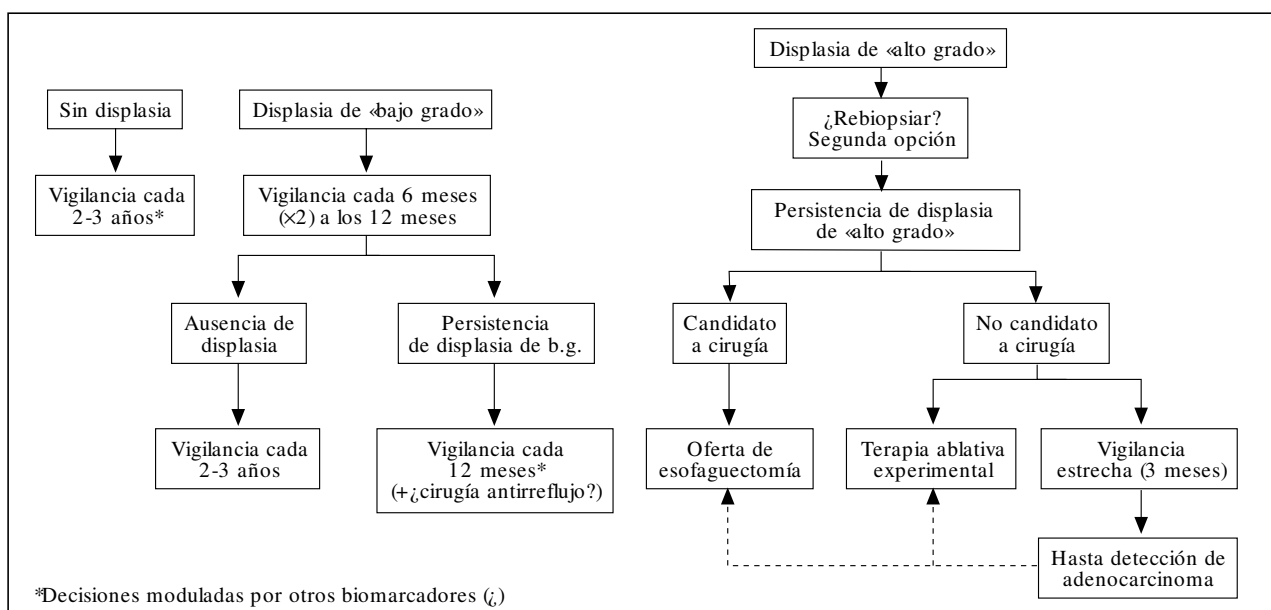 Sin displasia
Vigilancia cada
2-3 años*
Displasia de «bajo grado»
Vigilancia cada 6 meses
(×2) a los 12 meses
Ausencia de
displasia
Vigilancia cada
2-3 años
Persistencia
de displasia de b.g.
Vigilancia cada
12 meses*
(+¿cirugía antirreflujo?)
Displasia de «alto grado»
¿Rebiopsiar?
Segunda opción
Persistencia de displasia
de «alto grado»
Candidato
a cirugía
Oferta de
esofaguectomía
No candidato
a cirugía
Terapia ablativa
experimental
Vigilancia
estrecha (3 meses)
Hasta detección de
adenocarcinoma
*Decisiones moduladas por otros biomarcadores (¿)